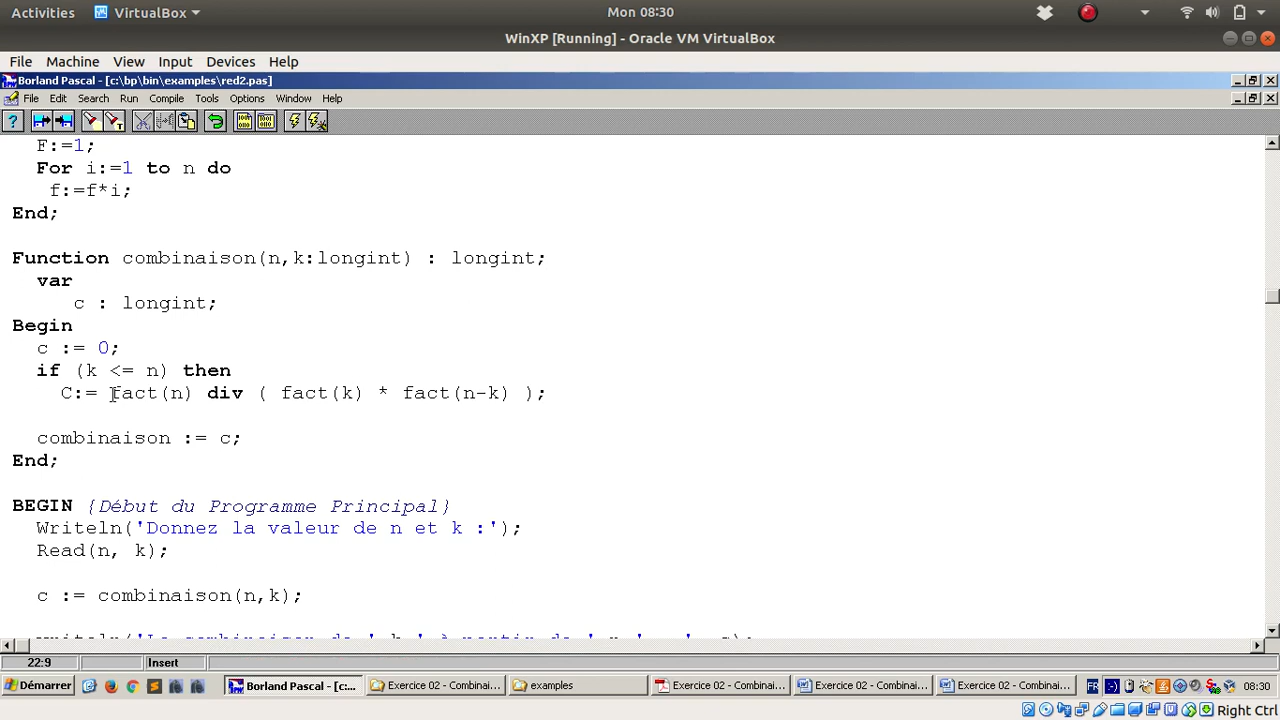 Activities VirtualBox Mon 08:30
WinXP [Running] - Oracle VM VirtualBox
File Machine View Input Devices Help
Borland Pascal - [c:\bp\bin\examples\red2.pas]
File Edit Search Run Compile Tools Options Window Help
F:=1;
For i:=1 to n do
f:=f*i;
End;
Function combinaison(n,k:longint) : longint;
var
c : longint;
Begin
c := 0;
if (k <= n) then
C:= fact(n) div ( fact(k) * fact(n-k) );
combinaison := c;
End;
BEGIN {Début du Programme Principal}
Writeln('Donnez la valeur de n et k :');
Read(n, k);
c := combinaison(n,k);
22:9 Insert
Démarrer Borland Pascal - [c:... Exercice 02 - Combinai... examples Exercice 02 - Combinai... Exercice 02 - Combinai... Exercice 02 - Combinai... FR 08:30
Right Ctrl